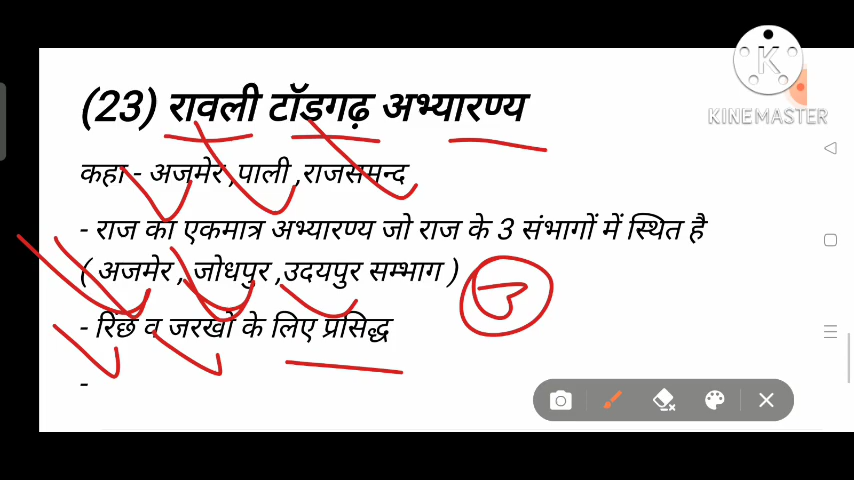 K
KINEMASTER
(23) रावली टॉडगढ़ अभ्यारण्य
कहा - अजमेर ,पाली ,राजसमन्द
- राज का एकमात्र अभ्यारण्य जो राज के 3 संभागों में स्थित है
( अजमेर , जोधपुर ,उदयपुर सम्भाग )
3
- रिंछ व जरखो के लिए प्रसिद्ध
-